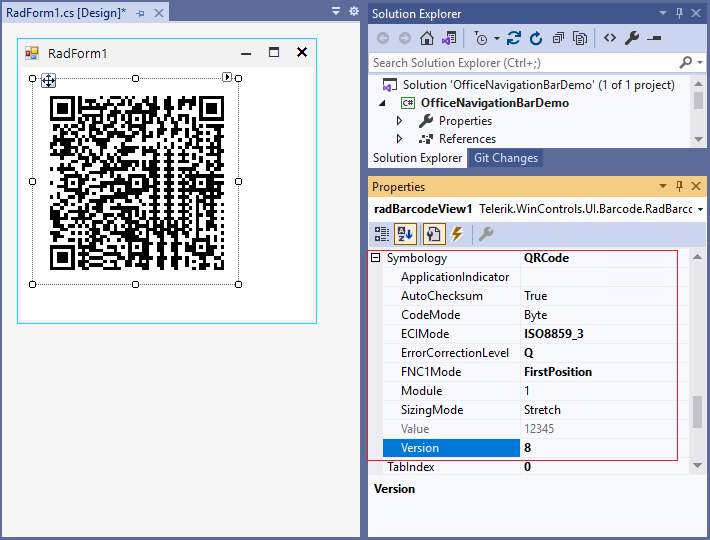 RadForm1.cs [Design]*
RadForm1
Solution Explorer
Search Solution Explorer (Ctrl+;)
Solution 'OfficeNavigationBarDemo' (1 of 1 project)
C# OfficeNavigationBarDemo
Properties
References
Solution Explorer Git Changes
Properties
radBarcodeView1 Telerik.WinControls.UI.Barcode.RadBarco
Symbology QRCode
ApplicationIndicator
AutoChecksum True
CodeMode Byte
ECIMode ISO8859_3
ErrorCorrectionLevel Q
FNC1Mode FirstPosition
Module 1
SizingMode Stretch
Value 12345
Version 8
TabIndex 0
Version